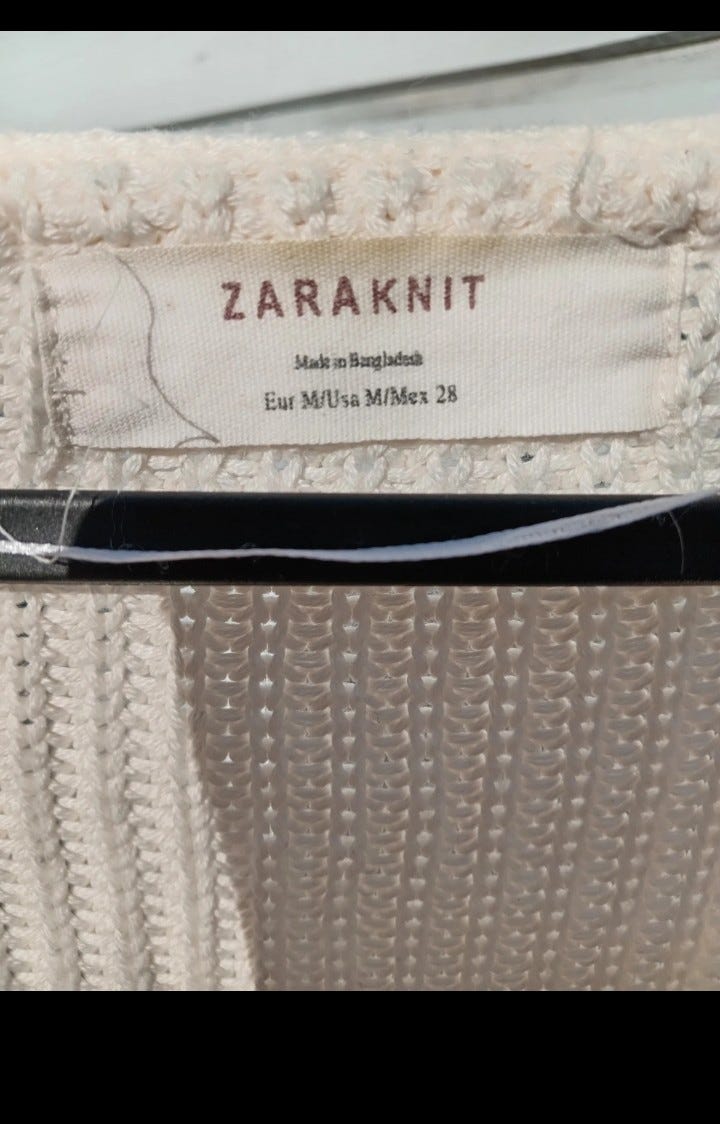 ZARAKNIT
Made in Bangladesh
Eur M/Usa M/Mex 28